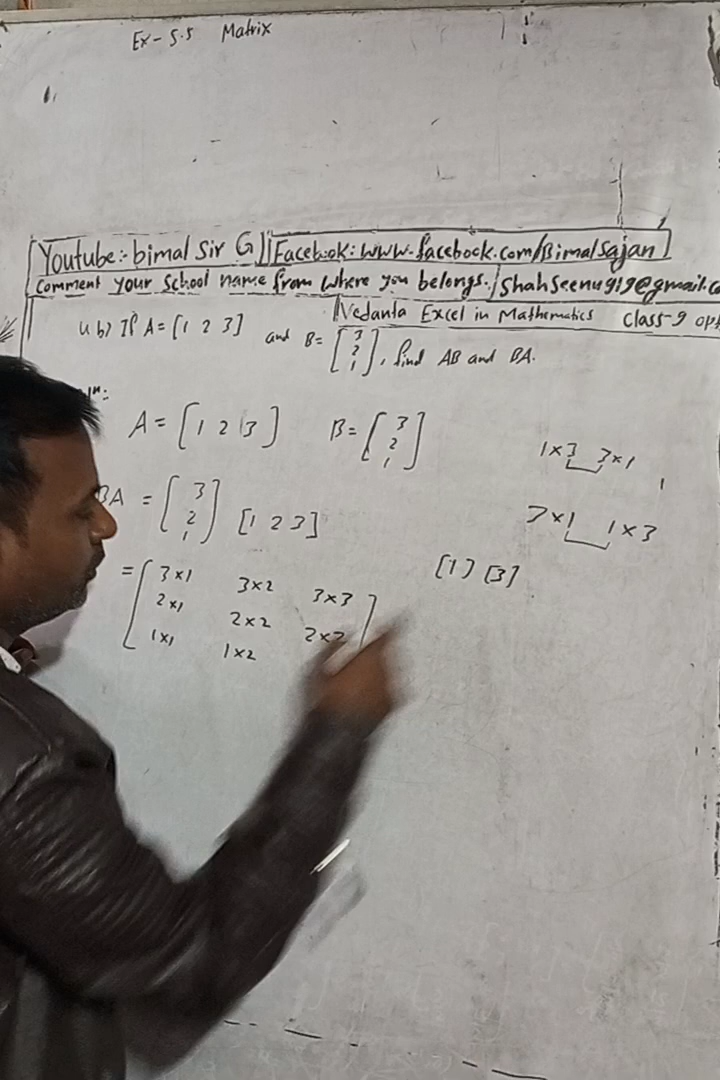 Ex- 5.5 Matrix
Youtube:- bimal Sir G | Facebook: www.facebook.com/Bimalsajan
Comment your school name from where you belongs. / Shahseenu919@gmail.c
Vedanta Excel in Mathematics Class-9 op
4.b) If A = [1 2 3] and B = [3 2 1], find AB and BA.
A = [1 2 3] B = [3 2 1]
1×3 3×1
BA = [3 2 1] [1 2 3]
3×1 1×3
= [3×1 3×2 3×3
2×1 2×2 2×3
1×1 1×2
[1] [3]